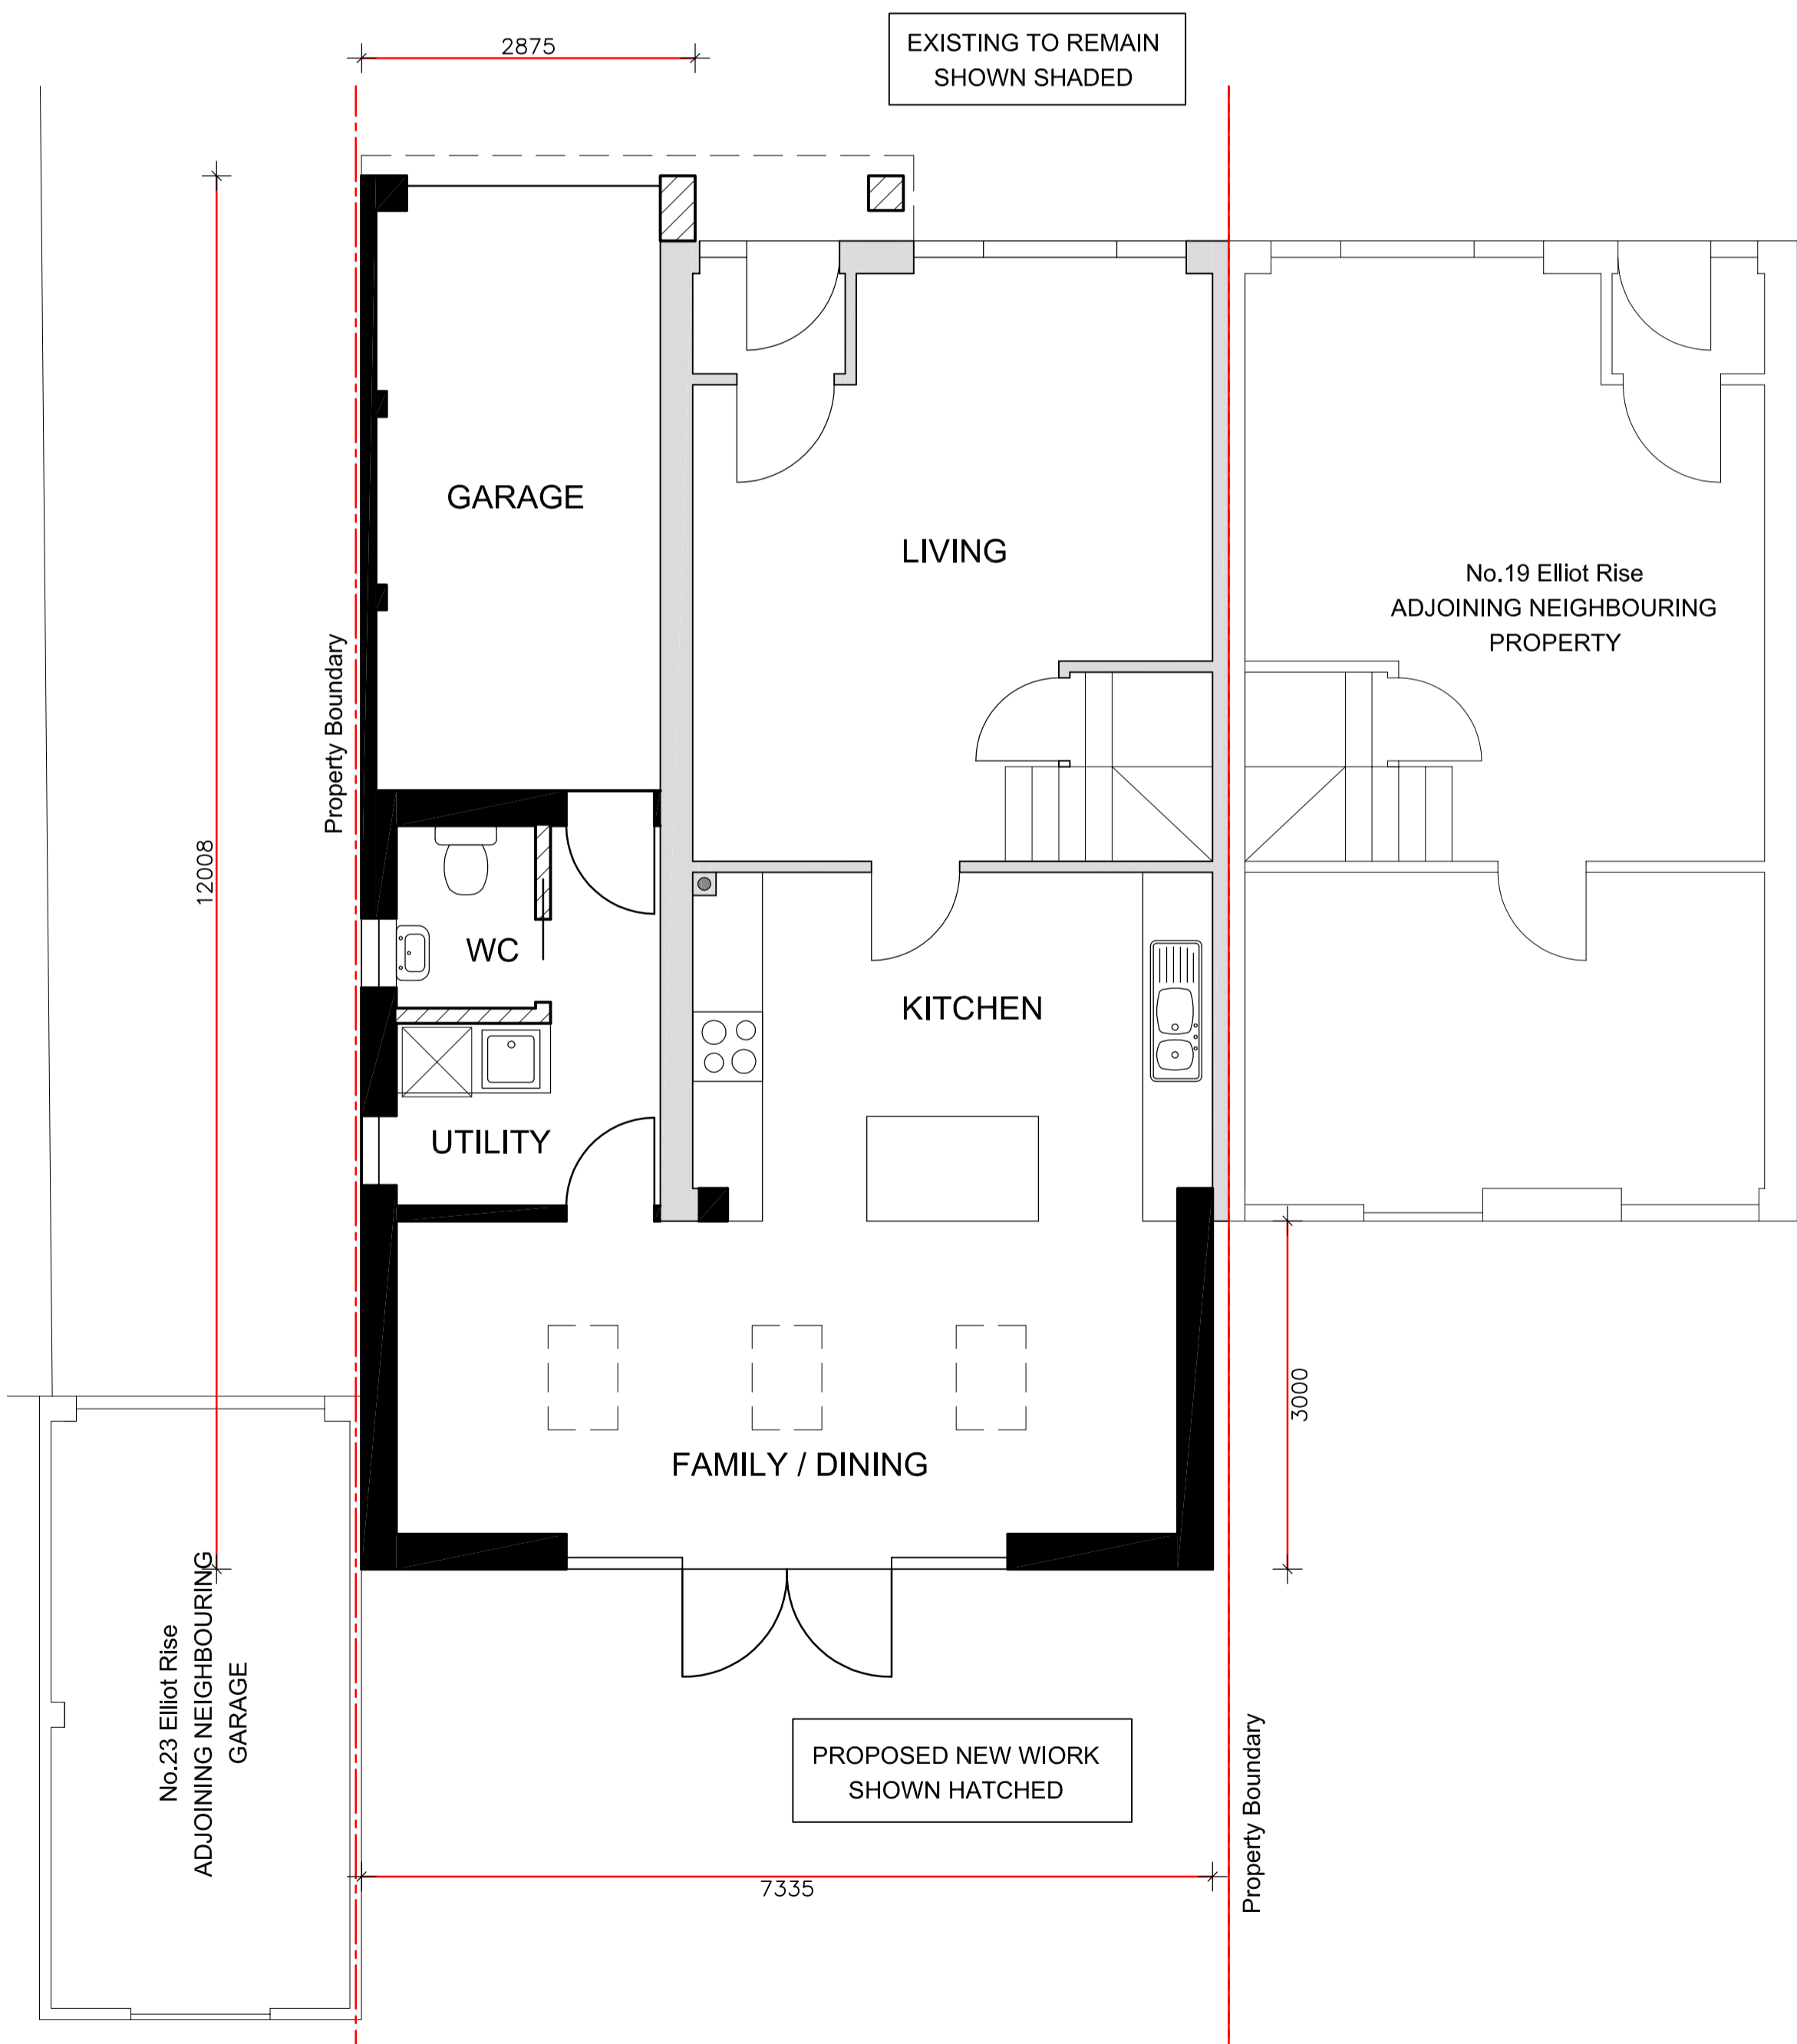 2875
EXISTING TO REMAIN
SHOWN SHADED
GARAGE
LIVING
No.19 Elliot Rise
ADJOINING NEIGHBOURING
PROPERTY
Property Boundary
12008
WC
KITCHEN
UTILITY
3000
FAMILY / DINING
No.23 Elliot Rise
ADJOINING NEIGHBOURING
GARAGE
PROPOSED NEW WIORK
SHOWN HATCHED
Property Boundary
7335